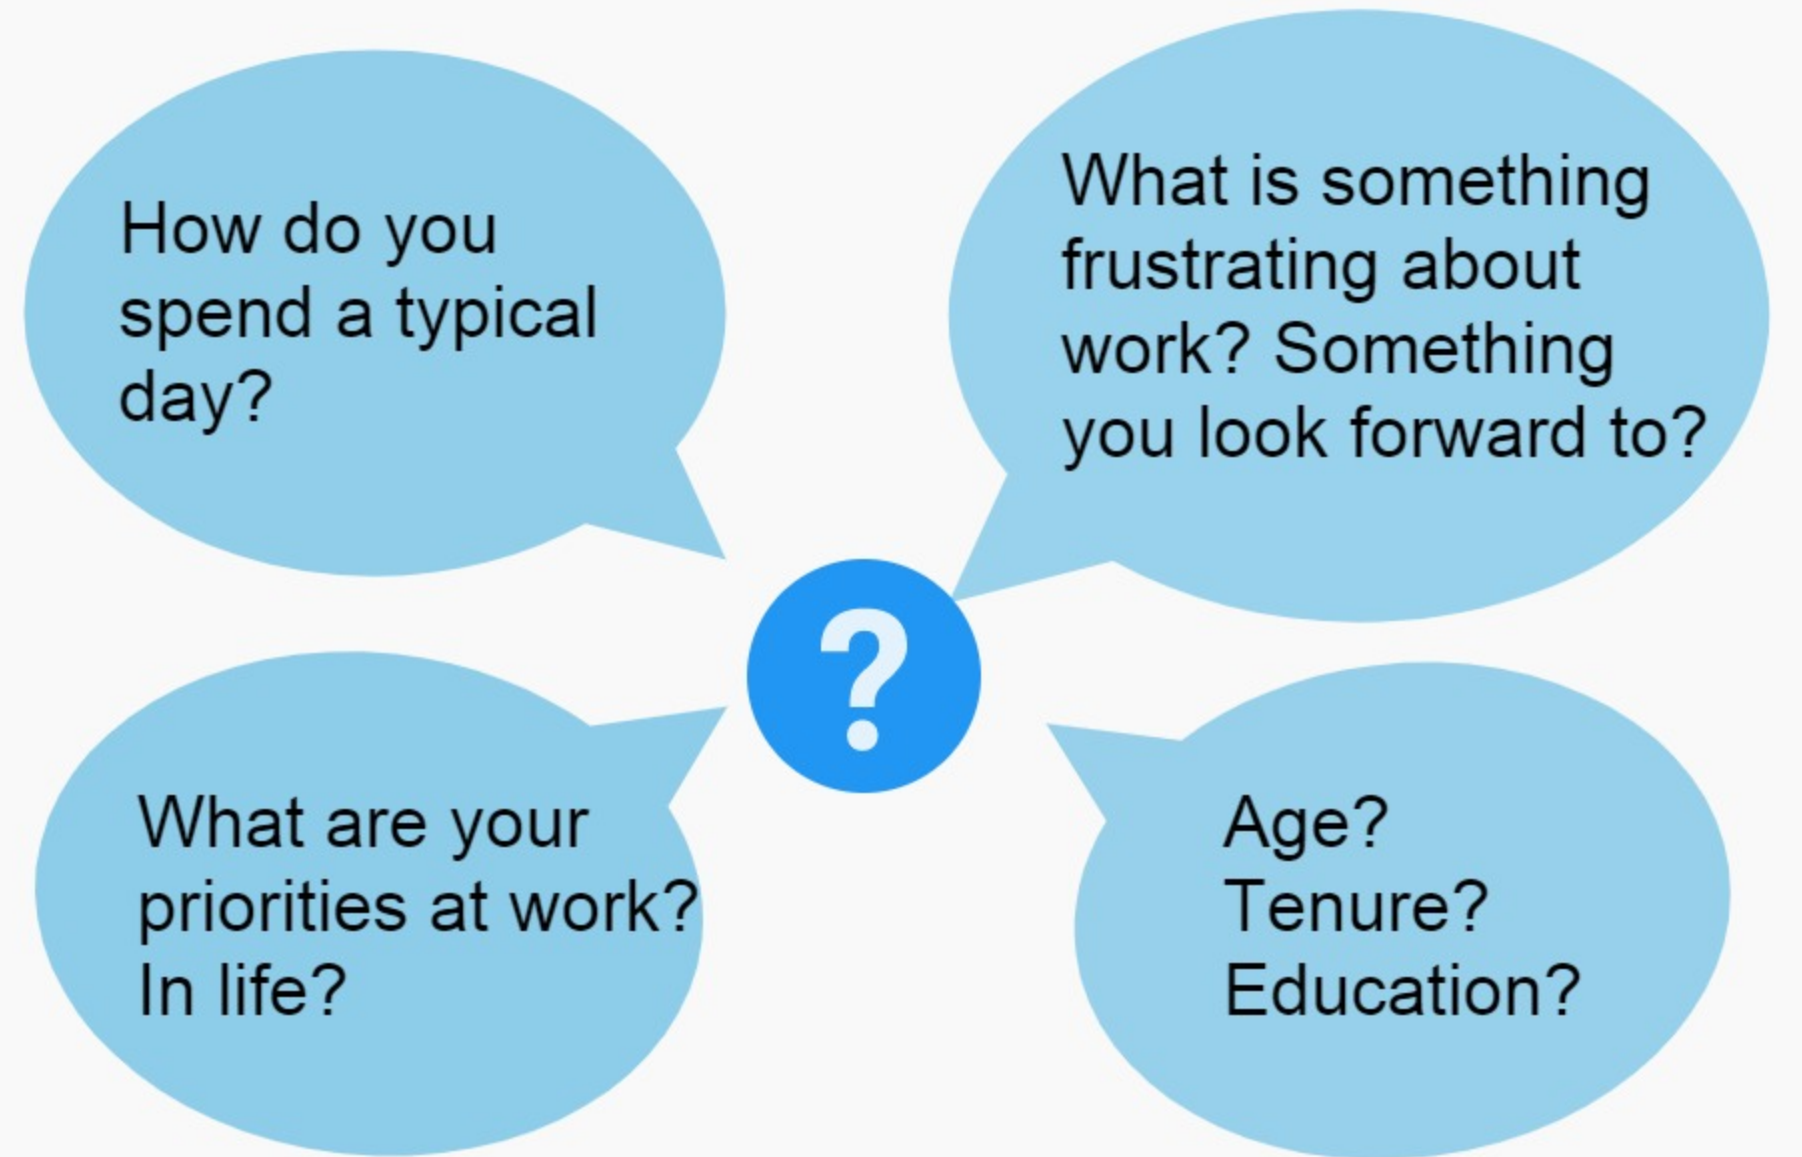 How do you
spend a typical
day?
What is something
frustrating about
work? Something
you look forward to?
?
What are your
priorities at work?
In life?
Age?
Tenure?
Education?